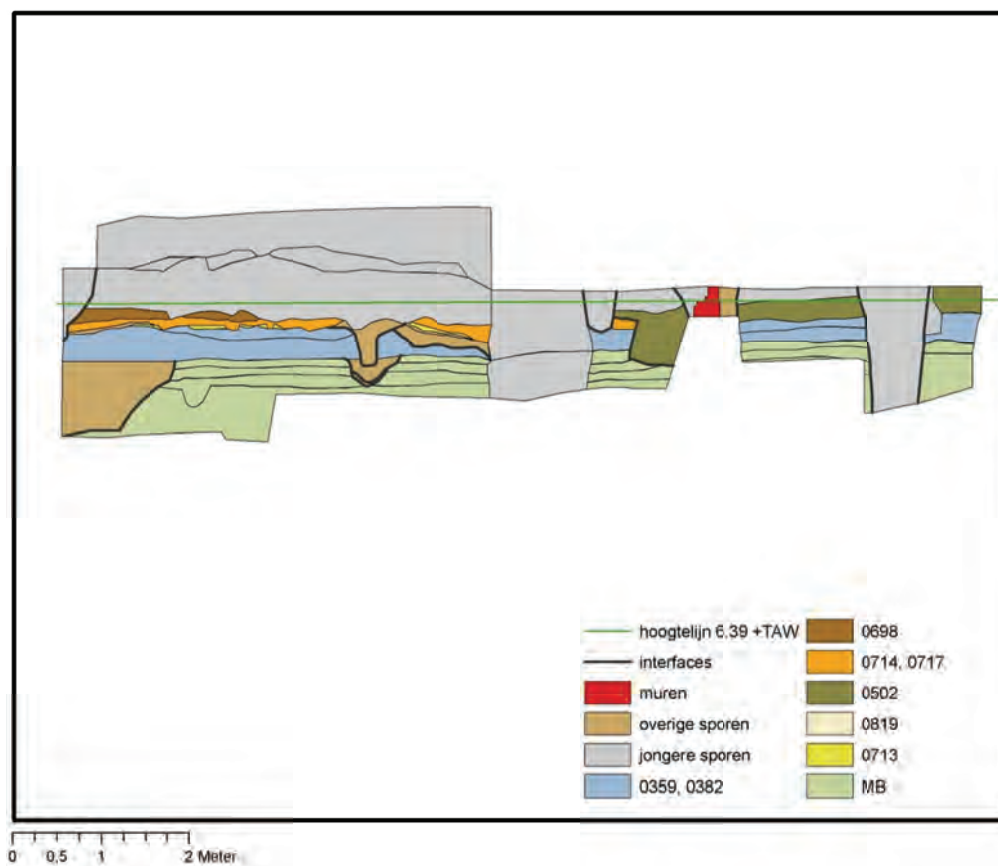 hoogtelijn 6.39 +TAW
interfaces
muren
overige sporen
jongere sporen
0359, 0382
0698
0714, 0717
0502
0819
0713
MB
0 0,5 1 2 Meter